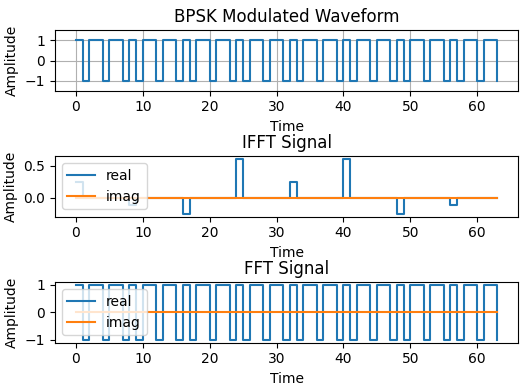 BPSK Modulated Waveform
Amplitude
1
0
−1
0 10 20 30 40 50 60
Time
IFFT Signal
Amplitude
0.5
0.0
real
imag
0 10 20 30 40 50 60
Time
FFT Signal
Amplitude
1
0
−1
real
imag
0 10 20 30 40 50 60
Time